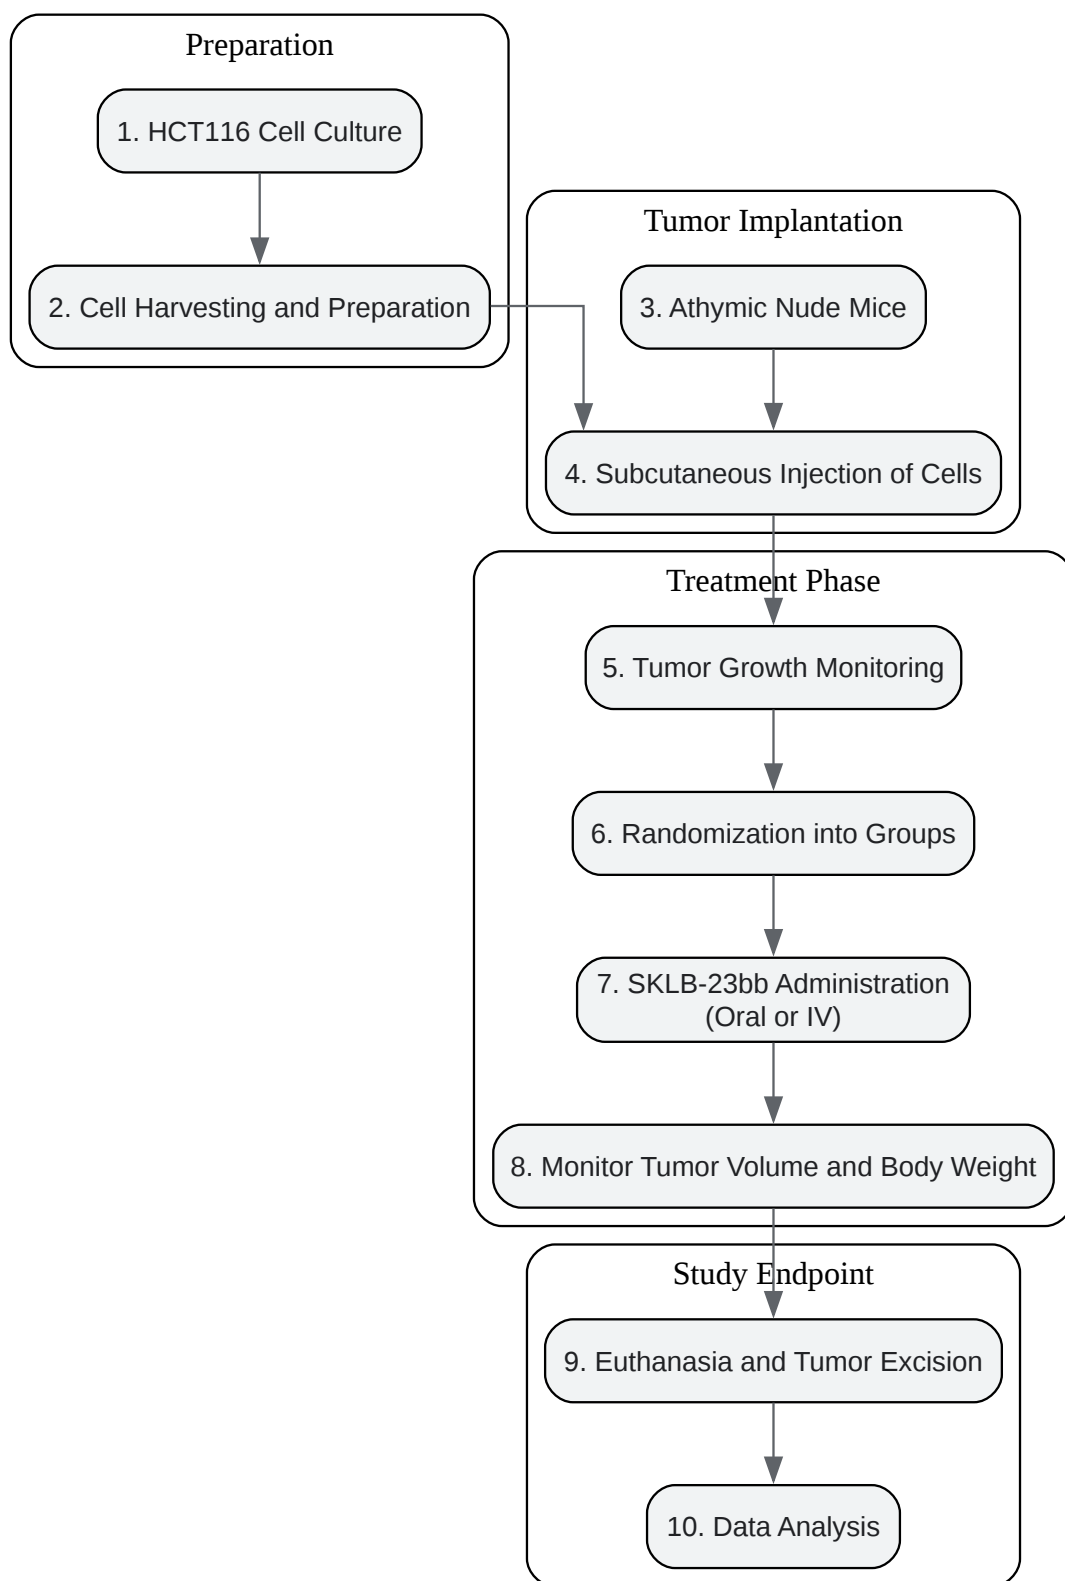 Preparation
1. HCT116 Cell Culture
2. Cell Harvesting and Preparation
Tumor Implantation
3. Athymic Nude Mice
4. Subcutaneous Injection of Cells
Treatment Phase
5. Tumor Growth Monitoring
6. Randomization into Groups
7. SKLB-23bb Administration
(Oral or IV)
8. Monitor Tumor Volume and Body Weight
Study Endpoint
9. Euthanasia and Tumor Excision
10. Data Analysis